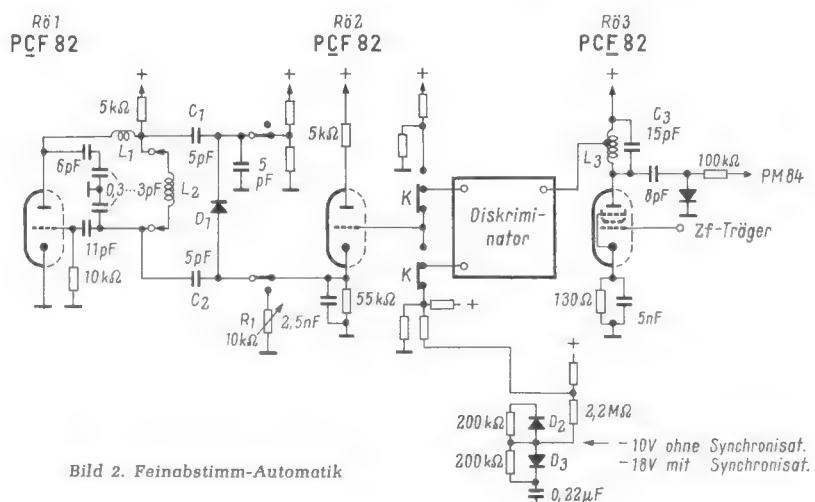 Rö1
PCF 82
Rö2
PCF 82
Rö3
PCF 82
+
+
+
+
+
5kΩ
C1
5pF
5
pF
L1
6pF
0,3...3pF
L2
11pF
10kΩ
D1
5pF
C2
R1
10kΩ
2,5nF
5kΩ
55kΩ
K
K
+
Diskrimi-
nator
L3
C3
15pF
8pF
100kΩ
PM84
Zf-Träger
130Ω
5nF
+
2,2MΩ
200kΩ
D2
200kΩ
D3
0,22µF
-10V ohne Synchronisat.
-18V mit Synchronisat.
Bild 2. Feinabstimm-Automatik